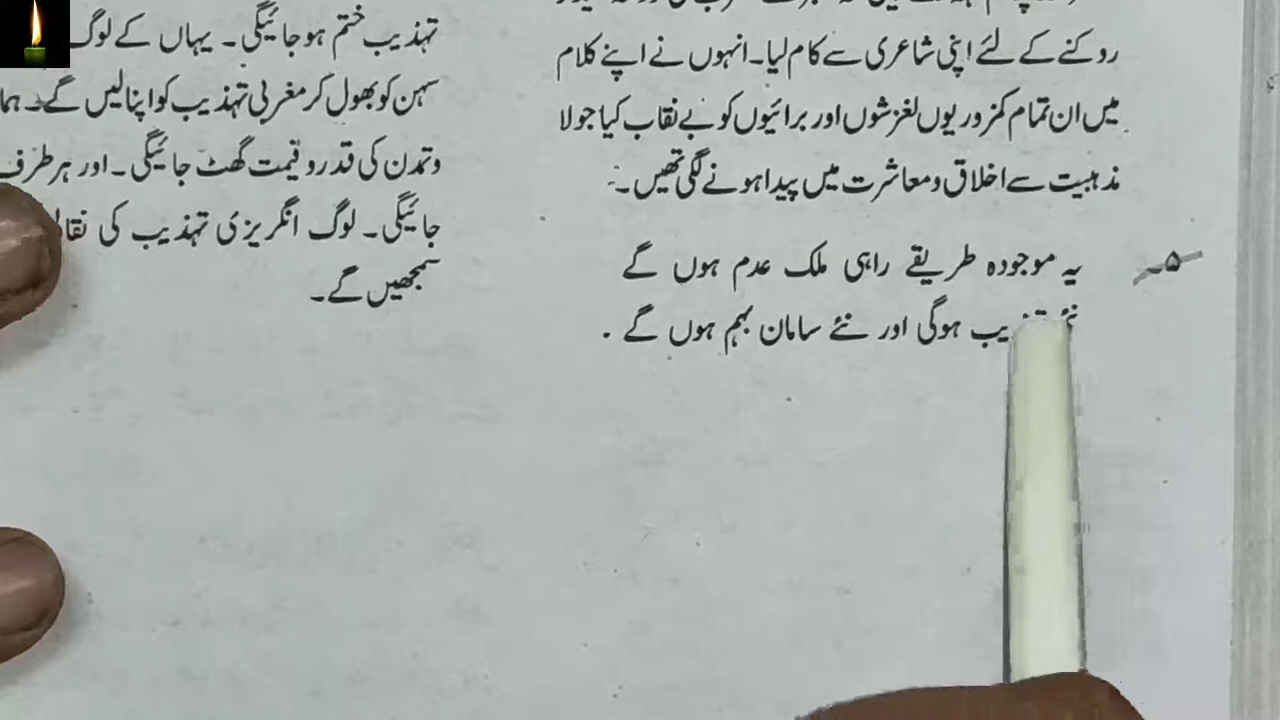 روکنے کے لئے اپنی شاعری سے کام لیا۔ انہوں نے اپنے کلام
میں ان تمام کمزوریوں لغزشوں اور برائیوں کو بے نقاب کیا جو لا
مذہبیت سے اخلاق و معاشرت میں پیدا ہونے لگی تھیں۔
۵۔ یہ موجودہ طریقے راہی ملک عدم ہوں گے
ہوگی اور نئے سامان بہم ہوں گے ۔
تہذیب ختم ہو جائیگی۔ یہاں کے لوگ
سہن کو بھول کر مغربی تہذیب کو اپنا لیں گے۔
وتمدن کی قدر و قیمت گھٹ جائیگی۔ اور ہر طرف
جائیگی۔ لوگ انگریزی تہذیب کی
سمجھیں گے۔